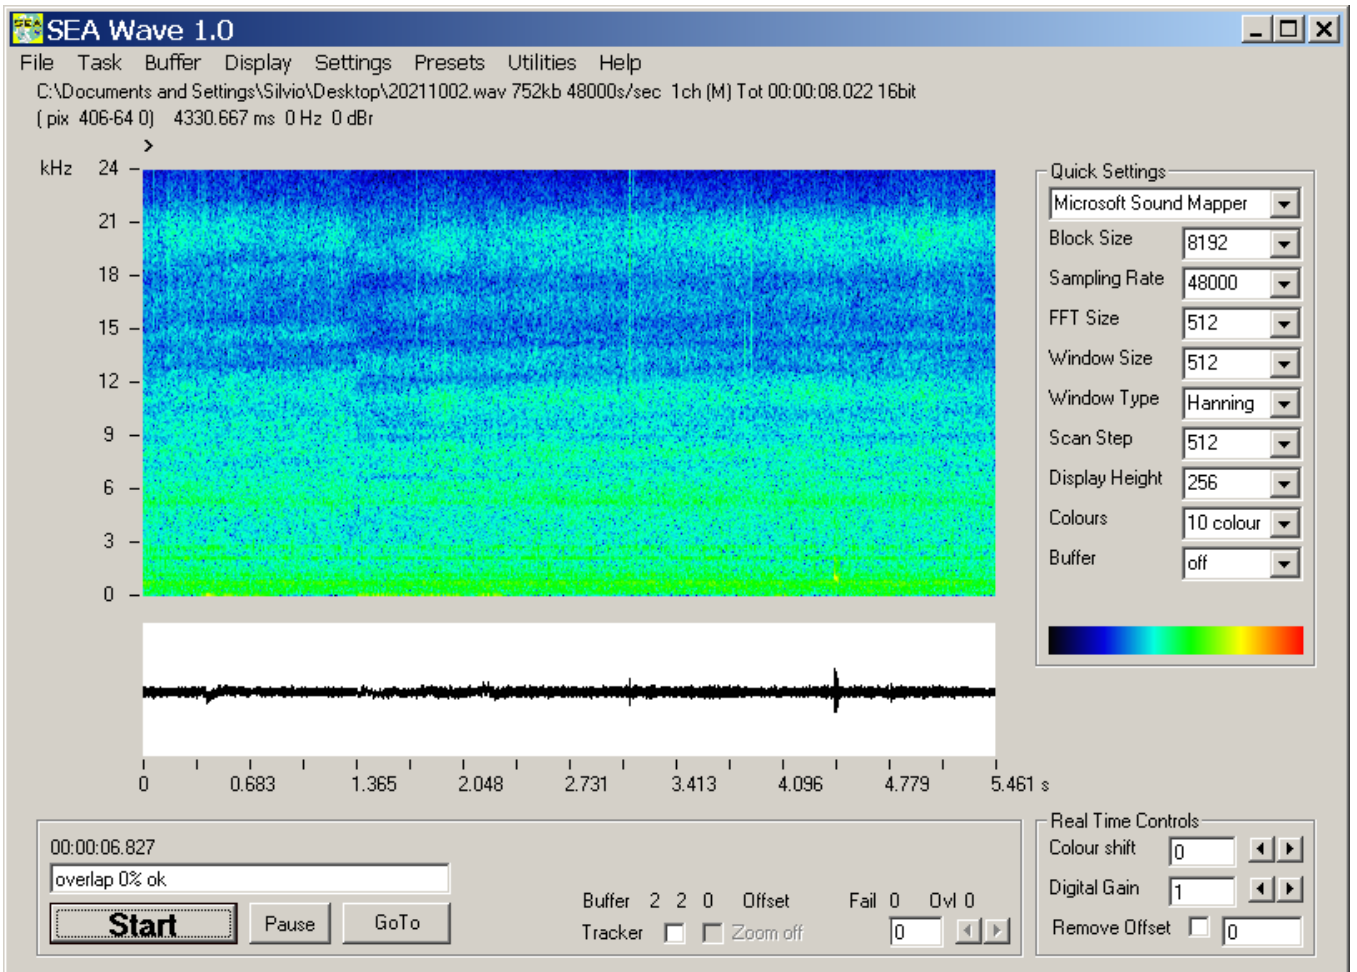 SEA Wave 1.0
File Task Buffer Display Settings Presets Utilities Help
C:\Documents and Settings\Silvio\Desktop\20211002.wav 752kb 48000s/sec 1ch (M) Tot 00:00:08.022 16bit
( pix 406-64 0) 4330.667 ms 0 Hz 0 dBr
>
kHz 24
21
18
15
12
9
6
3
0
0 0.683 1.365 2.048 2.731 3.413 4.096 4.779 5.461 s
Quick Settings
Microsoft Sound Mapper
Block Size 8192
Sampling Rate 48000
FFT Size 512
Window Size 512
Window Type Hanning
Scan Step 512
Display Height 256
Colours 10 colour
Buffer off
00:00:06.827
overlap 0% ok
Start Pause GoTo
Buffer 2 2 0 Offset Fail 0 Ovl 0
Tracker Zoom off 0
Real Time Controls
Colour shift 0
Digital Gain 1
Remove Offset 0